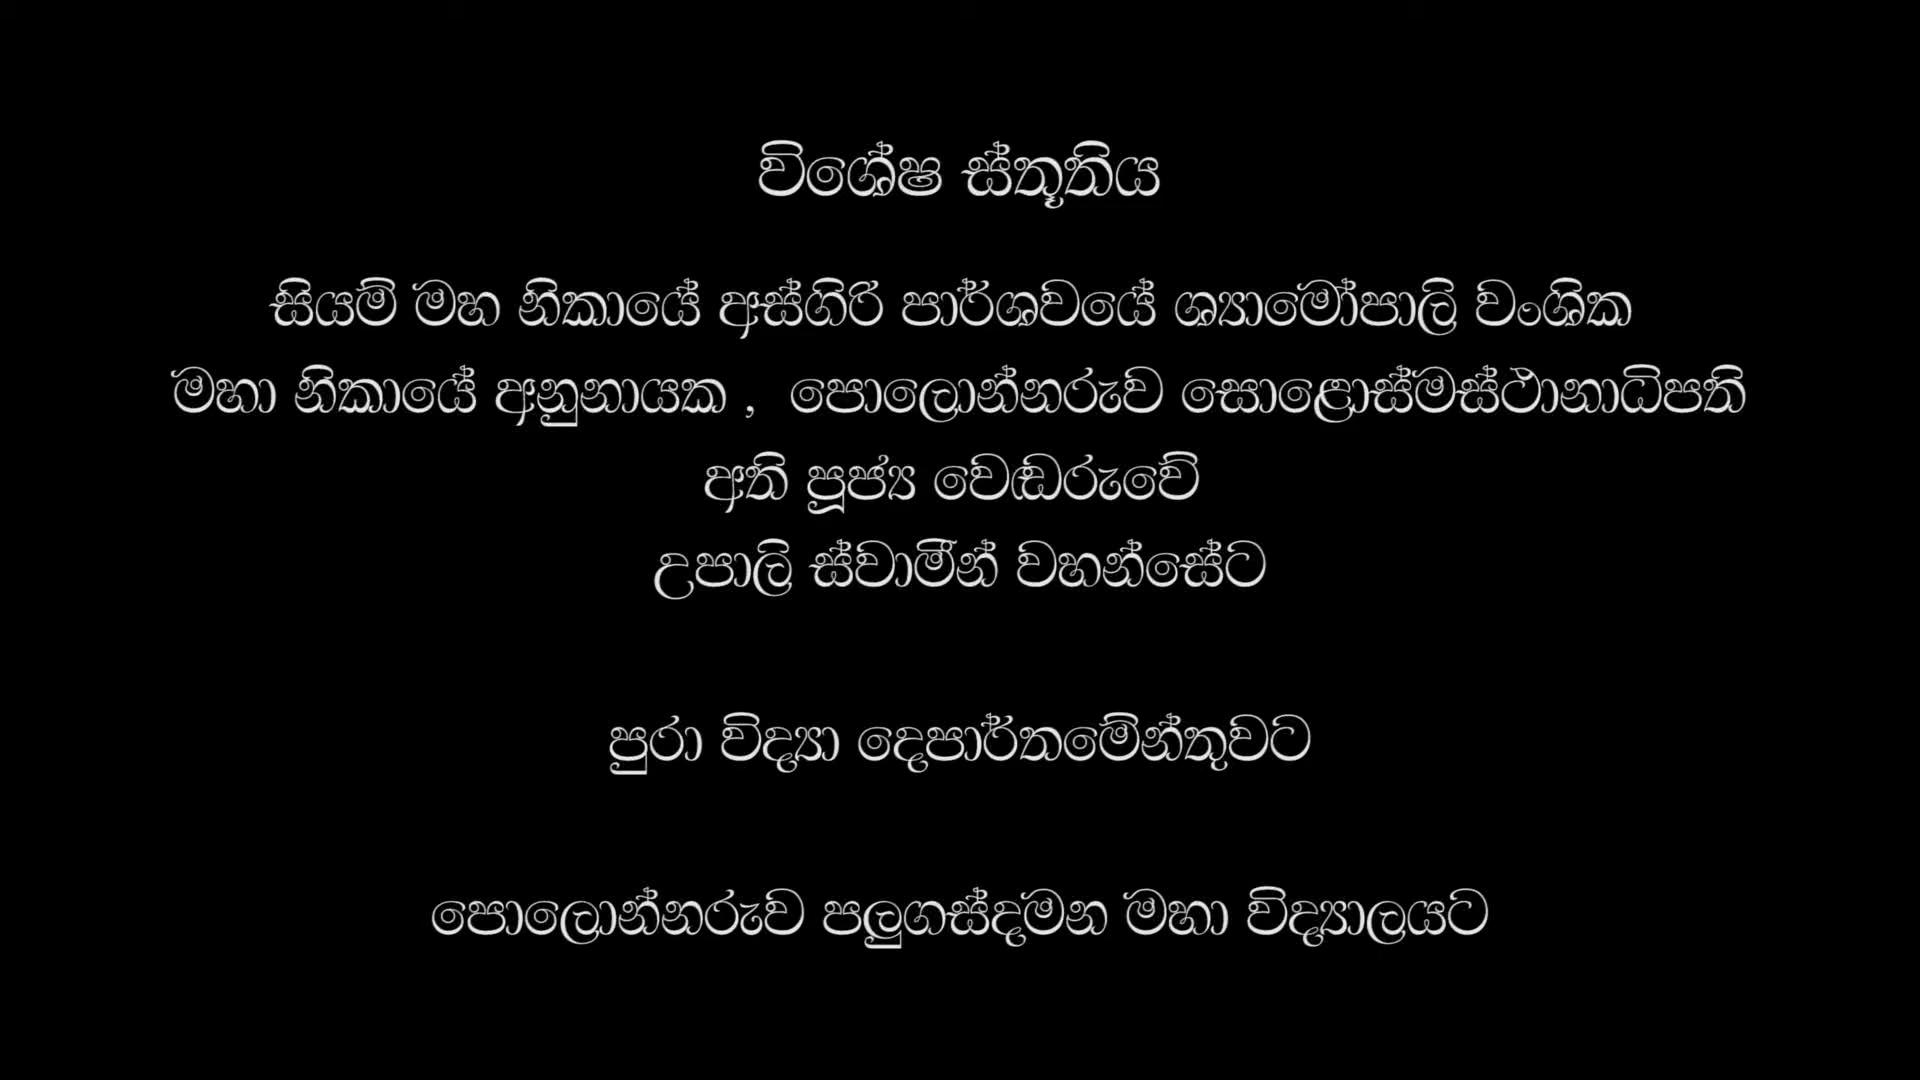 විශේෂ ස්තූතිය
සියම් මහ නිකායේ අස්ගිරි පාර්ශවයේ ශ්‍යාමෝපාලි වංශික
මහා නිකායේ අනුනායක , පොලොන්නරුව සොළොස්මස්ථානාධිපති
අති පූජ්‍ය වෙඬරුවේ
උපාලි ස්වාමීන් වහන්සේට
පුරා විද්‍යා දෙපාර්තමේන්තුවට
පොලොන්නරුව පලුගස්දමන මහා විද්‍යාලයට